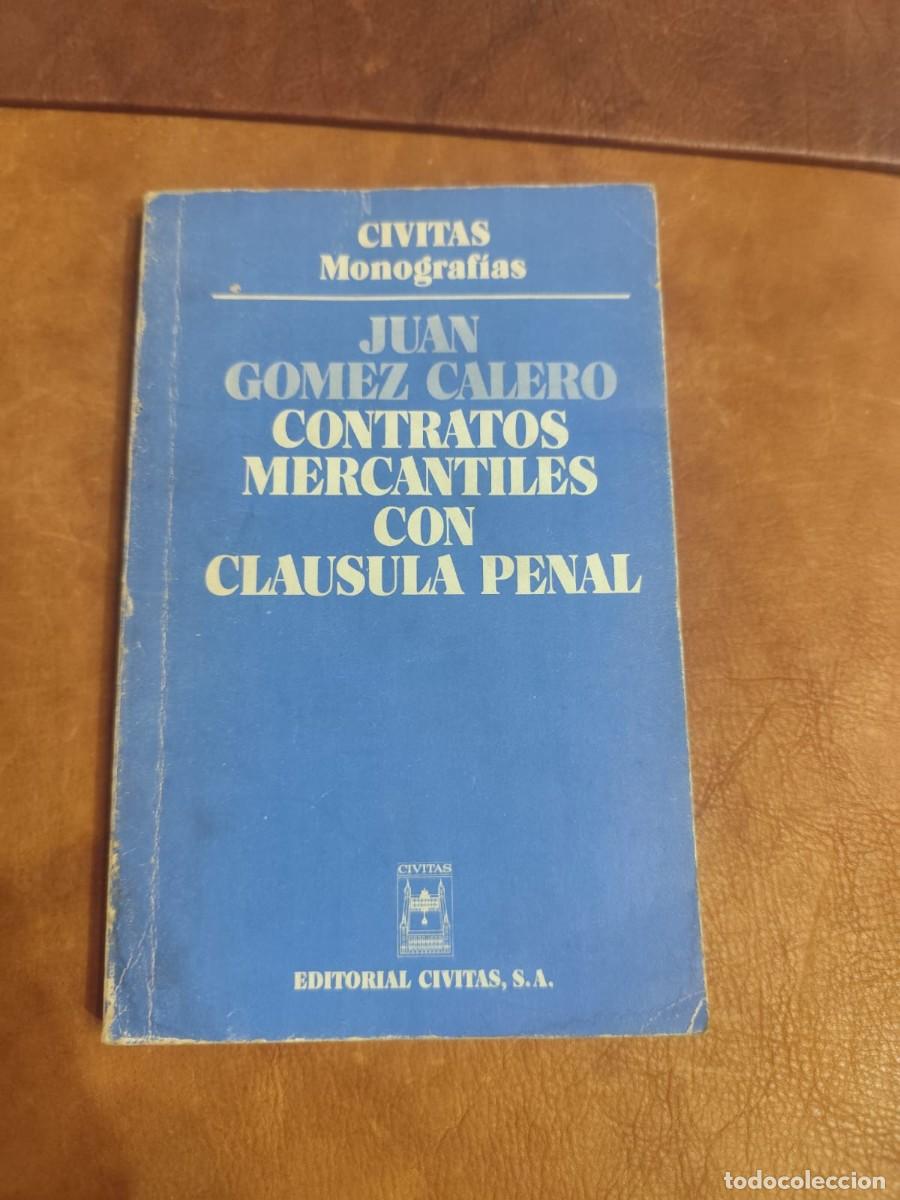 CIVITAS
Monografías
JUAN
GOMEZ CALERO
CONTRATOS
MERCANTILES
CON
CLAUSULA PENAL
CIVITAS
EDITORIAL CIVITAS, S.A.
todocoleccion